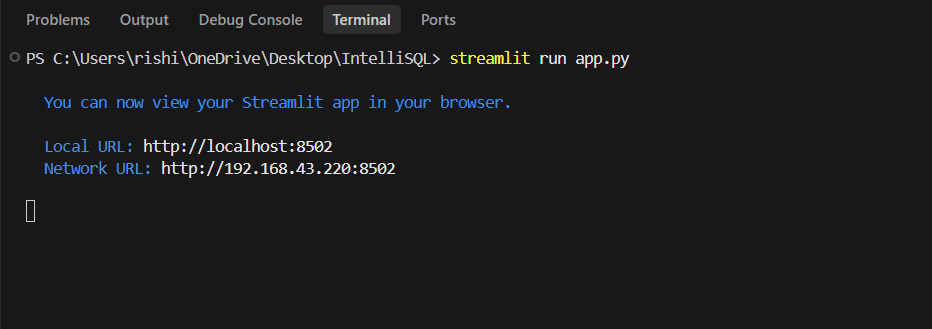 Problems Output Debug Console Terminal Ports
PS C:\Users\rishi\OneDrive\Desktop\IntelliSQL> streamlit run app.py
You can now view your Streamlit app in your browser.
Local URL: http://localhost:8502
Network URL: http://192.168.43.220:8502